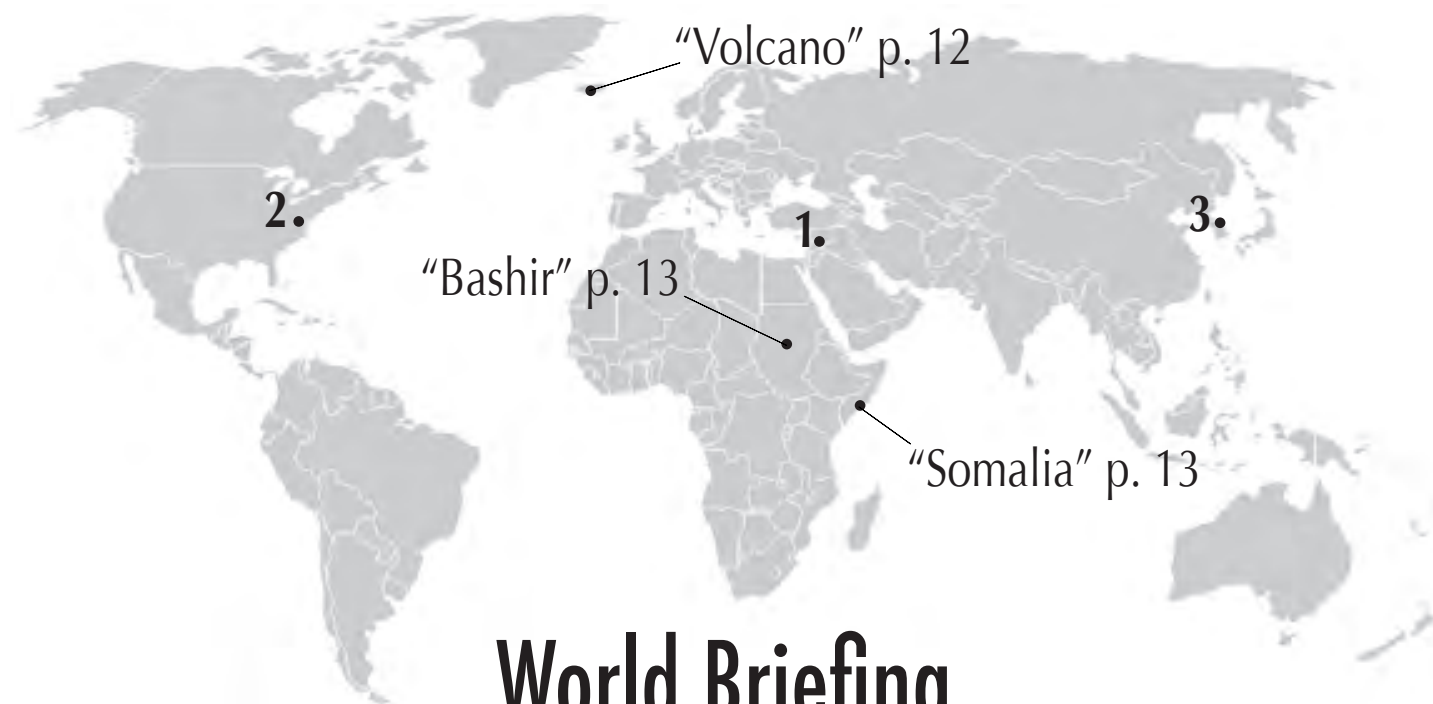 “Volcano” p. 12
2.
3.
1.
“Bashir” p. 13
“Somalia” p. 13
World Briefing